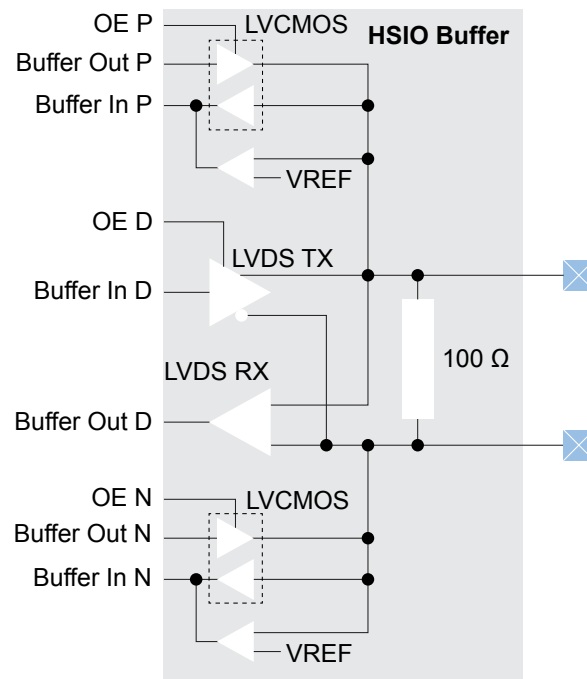 OE P
LVCMOS
HSIO Buffer
Buffer Out P
Buffer In P
VREF
OE D
LVDS TX
Buffer In D
100 Ω
LVDS RX
Buffer Out D
OE N
LVCMOS
Buffer Out N
Buffer In N
VREF